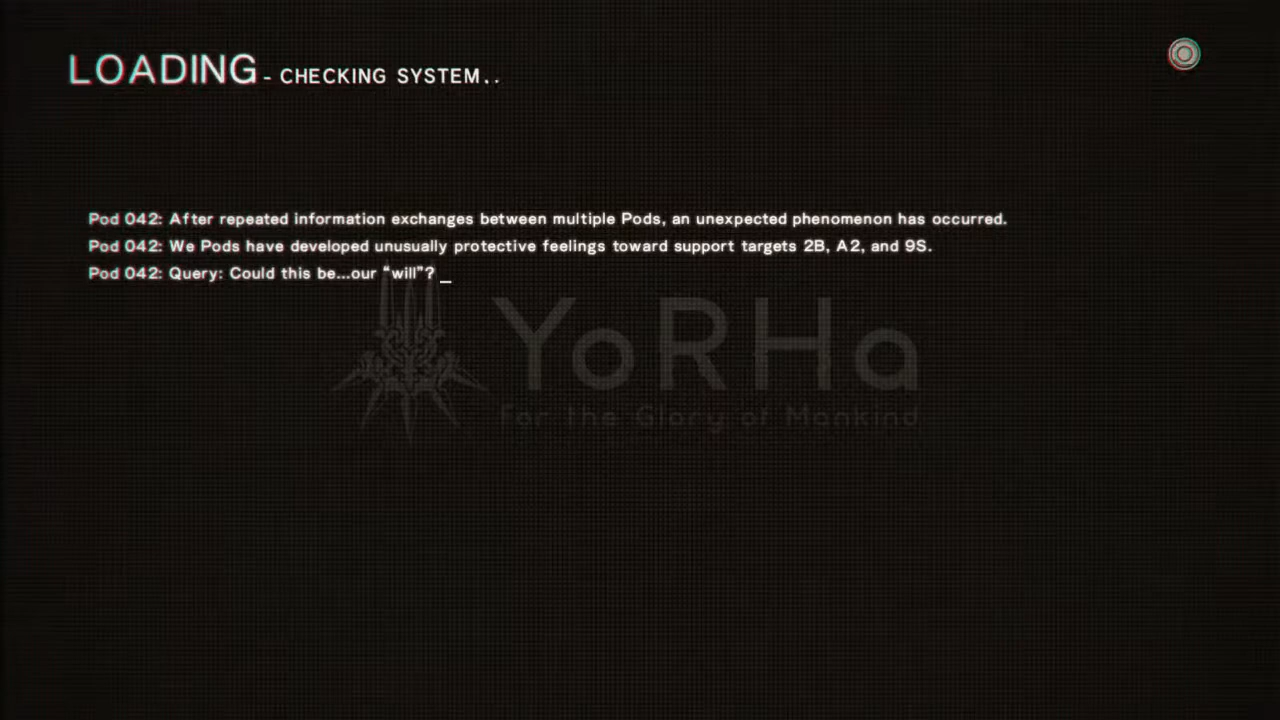 LOADING - CHECKING SYSTEM..
Pod 042: After repeated information exchanges between multiple Pods, an unexpected phenomenon has occurred.
Pod 042: We Pods have developed unusually protective feelings toward support targets 2B, A2, and 9S.
Pod 042: Query: Could this be...our “will”? _
YoRHa
For the Glory of Mankind